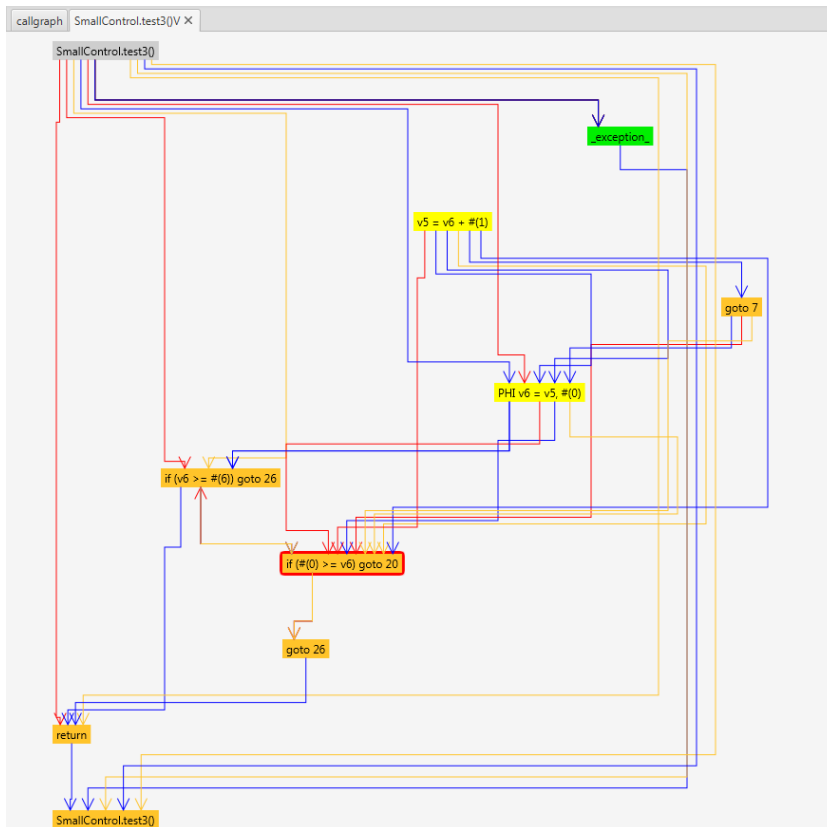 callgraph
SmallControl.test3()V
SmallControl.test3()
_exception_
v5 = v6 + #(1)
goto 7
PHI v6 = v5, #(0)
if (v6 >= #(6)) goto 26
if (#(0) >= v6) goto 20
goto 26
return
SmallControl.test3()